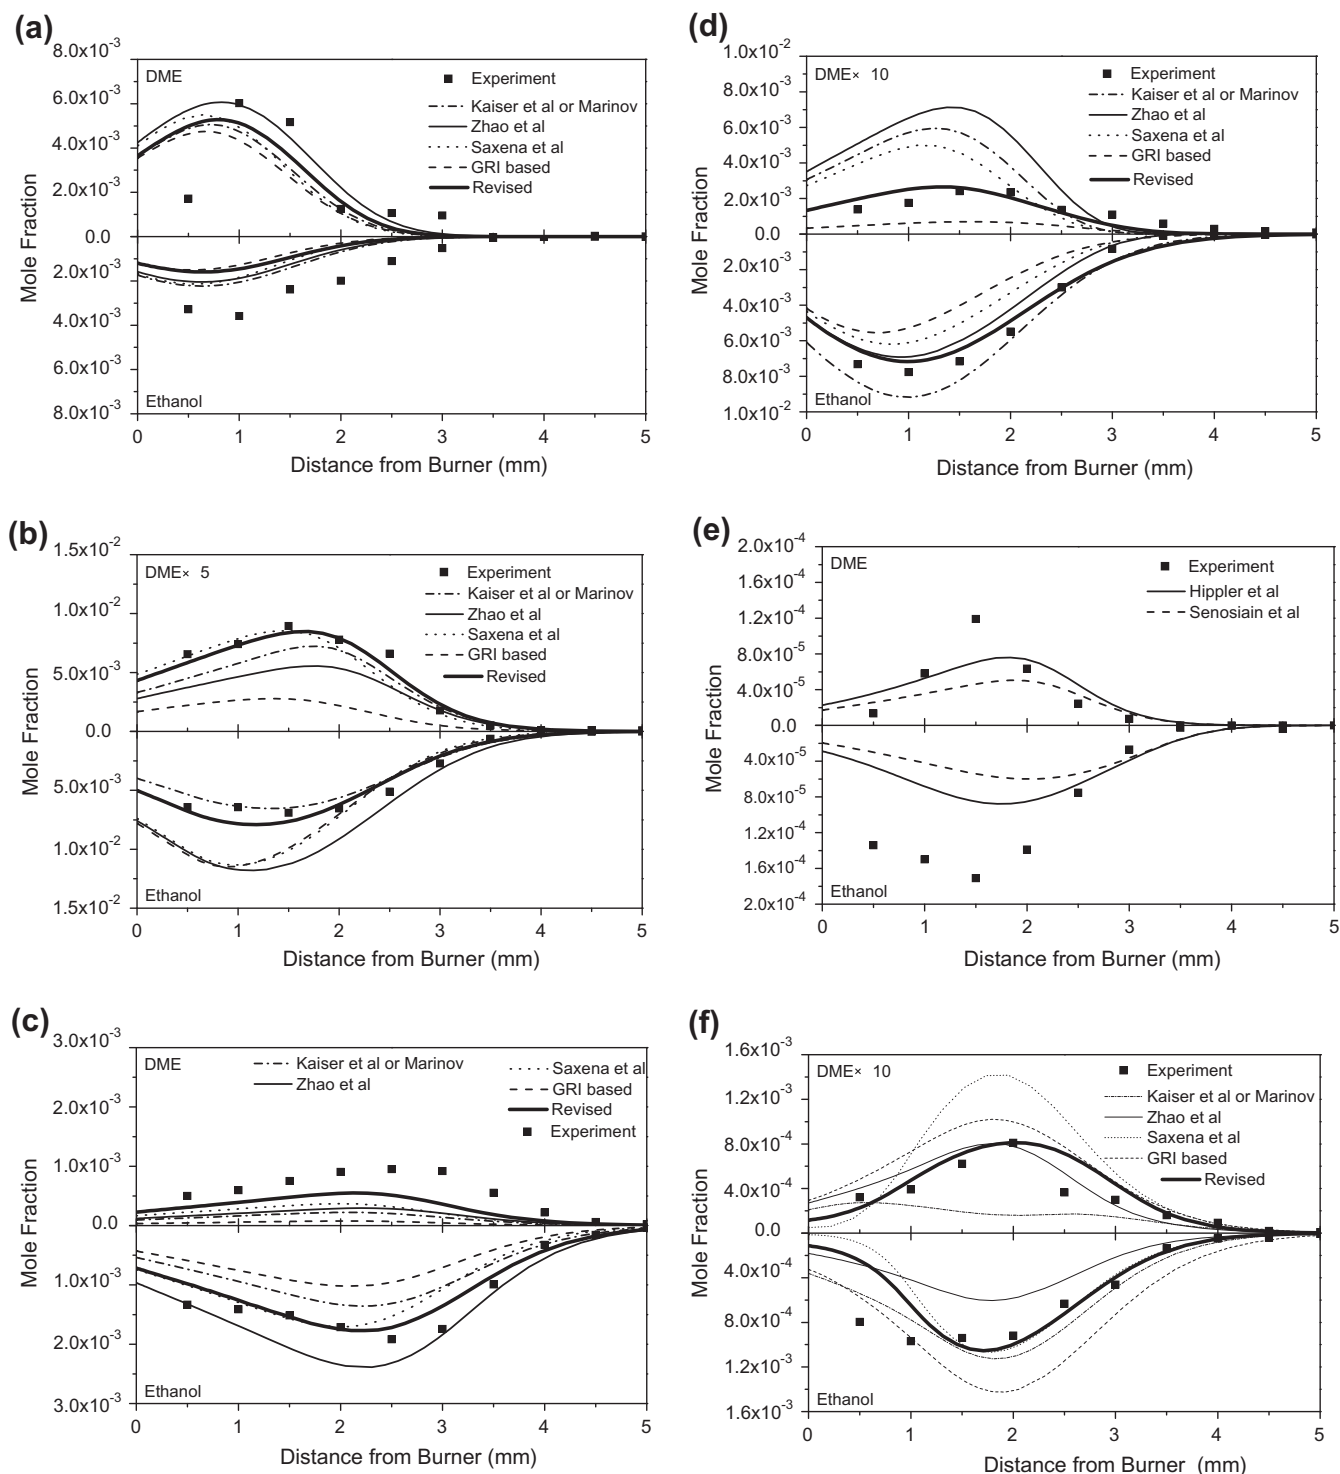 (a)
8.0x10⁻³
6.0x10⁻³
4.0x10⁻³
2.0x10⁻³
0.0
2.0x10⁻³
4.0x10⁻³
6.0x10⁻³
8.0x10⁻³
Mole Fraction
DME
Experiment
Kaiser et al or Marinov
Zhao et al
Saxena et al
GRI based
Revised
Ethanol
0 1 2 3 4 5
Distance from Burner (mm)
(b)
1.5x10⁻²
1.0x10⁻²
5.0x10⁻³
0.0
5.0x10⁻³
1.0x10⁻²
1.5x10⁻²
Mole Fraction
DME× 5
Experiment
Kaiser et al or Marinov
Zhao et al
Saxena et al
GRI based
Revised
Ethanol
0 1 2 3 4 5
Distance from Burner (mm)
(c)
3.0x10⁻³
2.0x10⁻³
1.0x10⁻³
0.0
1.0x10⁻³
2.0x10⁻³
3.0x10⁻³
Mole Fraction
DME
Kaiser et al or Marinov
Zhao et al
Saxena et al
GRI based
Revised
Experiment
Ethanol
0 1 2 3 4 5
Distance from Burner (mm)
(d)
1.0x10⁻²
8.0x10⁻³
6.0x10⁻³
4.0x10⁻³
2.0x10⁻³
0.0
2.0x10⁻³
4.0x10⁻³
6.0x10⁻³
8.0x10⁻³
1.0x10⁻²
Mole Fraction
DME× 10
Experiment
Kaiser et al or Marinov
Zhao et al
Saxena et al
GRI based
Revised
Ethanol
0 1 2 3 4 5
Distance from Burner (mm)
(e)
2.0x10⁻⁴
1.6x10⁻⁴
1.2x10⁻⁴
8.0x10⁻⁵
4.0x10⁻⁵
0.0
4.0x10⁻⁵
8.0x10⁻⁵
1.2x10⁻⁴
1.6x10⁻⁴
2.0x10⁻⁴
Mole Fraction
DME
Experiment
Hippler et al
Senosiain et al
Ethanol
0 1 2 3 4 5
Distance from Burner (mm)
(f)
1.6x10⁻³
1.2x10⁻³
8.0x10⁻⁴
4.0x10⁻⁴
0.0
4.0x10⁻⁴
8.0x10⁻⁴
1.2x10⁻³
1.6x10⁻³
Mole Fraction
DME× 10
Experiment
Kaiser et al or Marinov
Zhao et al
Saxena et al
GRI based
Revised
Ethanol
0 1 2 3 4 5
Distance from Burner (mm)